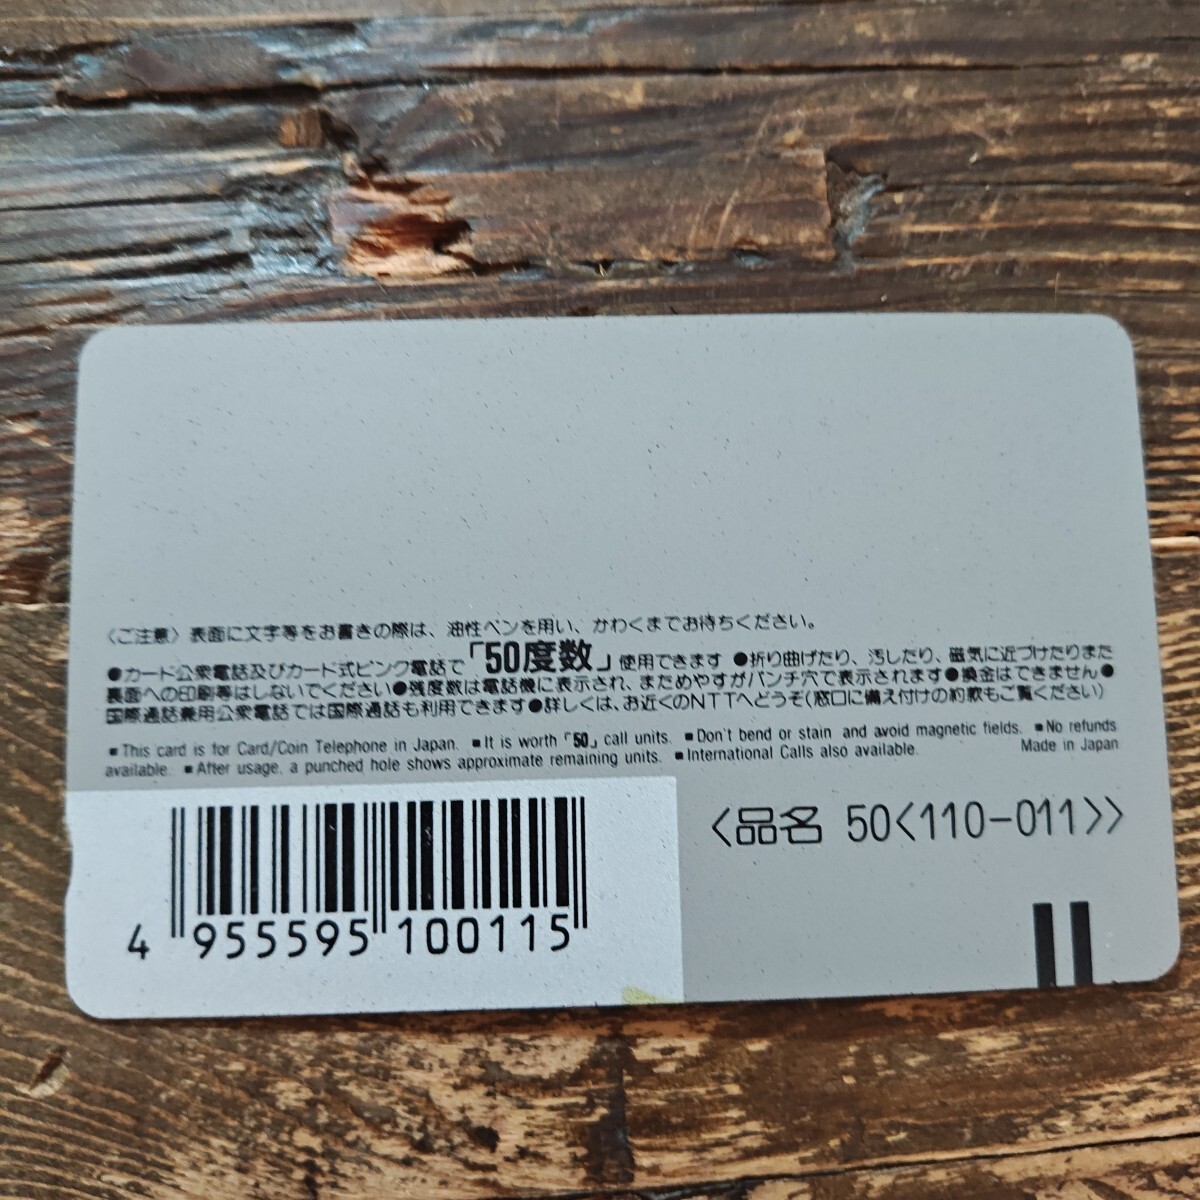 〈ご注意〉表面に文字等をお書きの際は、油性ペンを用い、かわくまでお待ちください。
●カード公衆電話及びカード式ピンク電話で「50度数」使用できます ●折り曲げたり、汚したり、磁気に近づけたりまた
裏面への印刷等はしないでください●残度数は電話機に表示され、まためやすがパンチ穴で表示されます●換金はできません●
国際通話兼用公衆電話では国際通話も利用できます●詳しくは、お近くのNTTへどうぞ(窓口に備え付けの約款もご覧ください)
■This card is for Card/Coin Telephone in Japan. ■It is worth「50」call units. ■Don't bend or stain and avoid magnetic fields. ■No refunds
available. ■After usage, a punched hole shows approximate remaining units. ■International Calls also available. Made in Japan
〈品名 50〈110-011〉〉
4 955595 100115